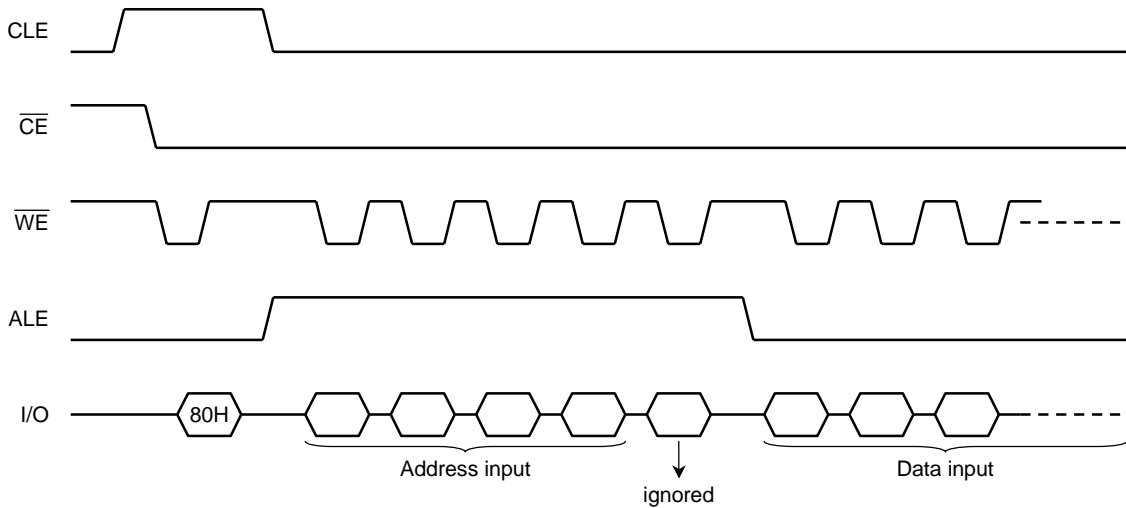 CLE
CE
WE
ALE
I/O
80H
Address input
Data input
ignored